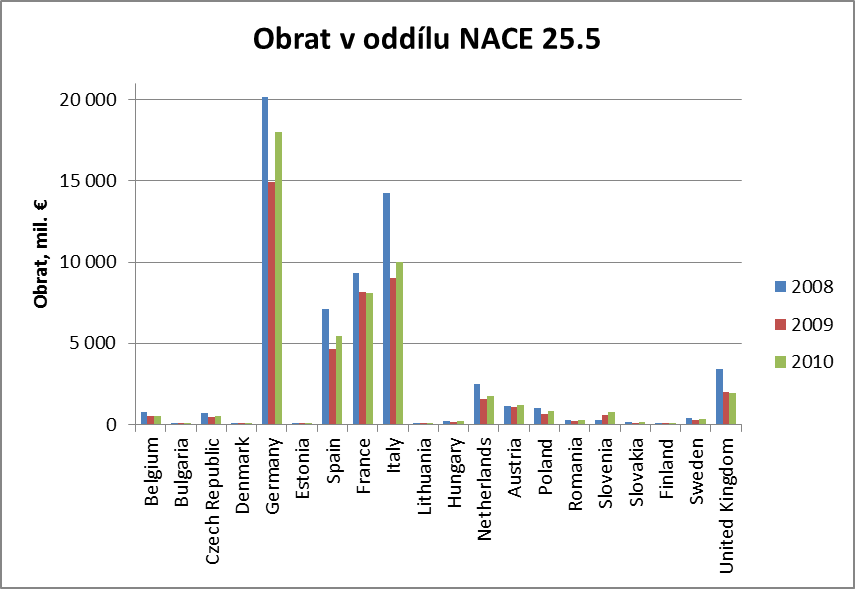 Obrat v oddílu NACE 25.5
Obrat, mil. €
20 000
15 000
10 000
5 000
0
Belgium
Bulgaria
Czech Republic
Denmark
Germany
Estonia
Spain
France
Italy
Lithuania
Hungary
Netherlands
Austria
Poland
Romania
Slovenia
Slovakia
Finland
Sweden
United Kingdom
2008
2009
2010